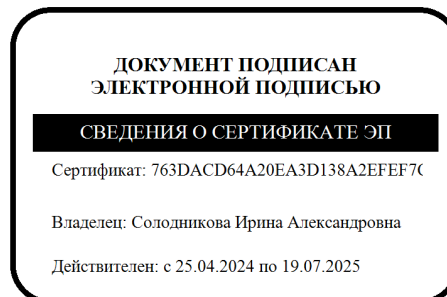 ДОКУМЕНТ ПОДПИСАН
ЭЛЕКТРОННОЙ ПОДПИСЬЮ
СВЕДЕНИЯ О СЕРТИФИКАТЕ ЭП
Сертификат: 763DACD64A20EA3D138A2EFEF7
Владелец: Солодникова Ирина Александровна
Действителен: с 25.04.2024 по 19.07.2025